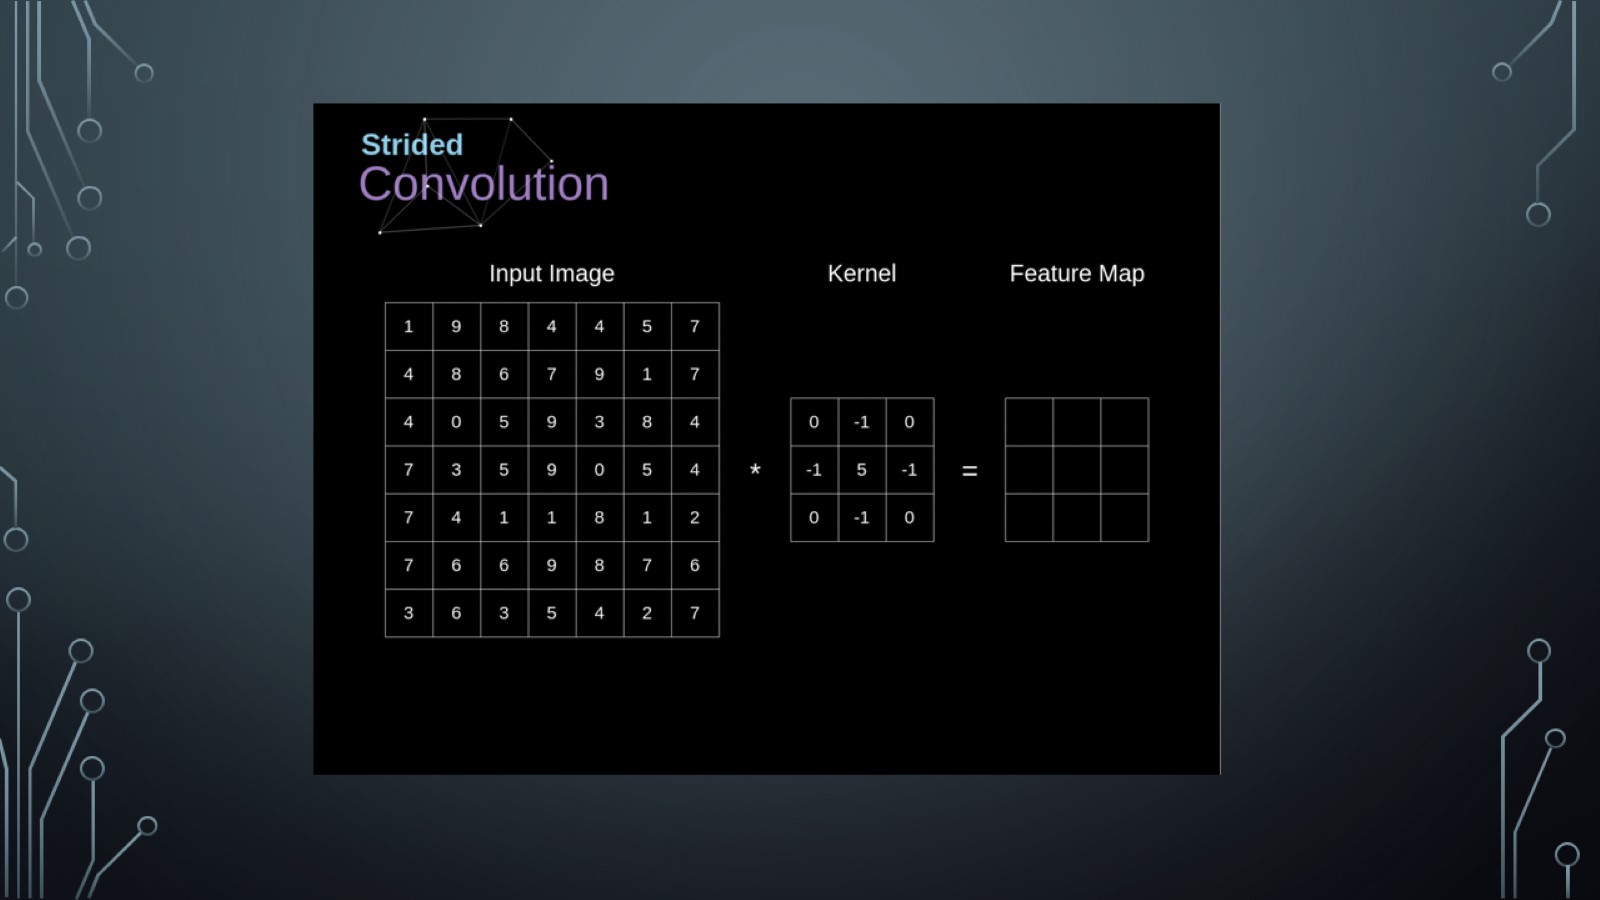 Strided
Convolution
Input Image Kernel Feature Map
1 9 8 4 4 5 7
4 8 6 7 9 1 7
4 0 5 9 3 8 4 0 -1 0
7 3 5 9 0 5 4 * -1 5 -1 =
7 4 1 1 8 1 2 0 -1 0
7 6 6 9 8 7 6
3 6 3 5 4 2 7